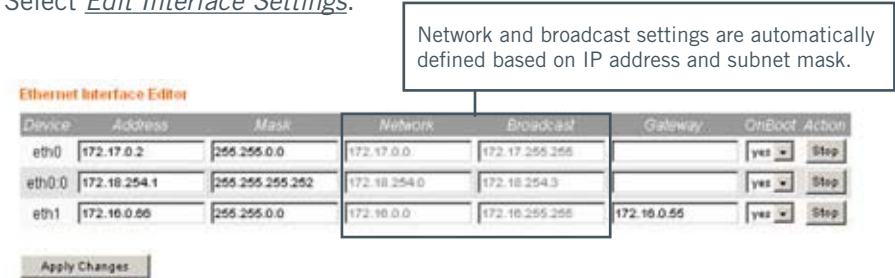 Select Edit Interface Settings.
Network and broadcast settings are automatically
defined based on IP address and subnet mask.
Ethernet Interface Editor
Device Address Mask Network Broadcast Gateway OnBoot Action
eth0 172.17.0.2 255.255.0.0 172.17.0.0 172.17.255.255 yes Stop
eth0:0 172.18.254.1 255.255.255.252 172.18.254.0 172.18.254.3 yes Stop
eth1 172.16.0.66 255.255.0.0 172.16.0.0 172.16.255.255 172.16.0.55 yes Stop
Apply Changes